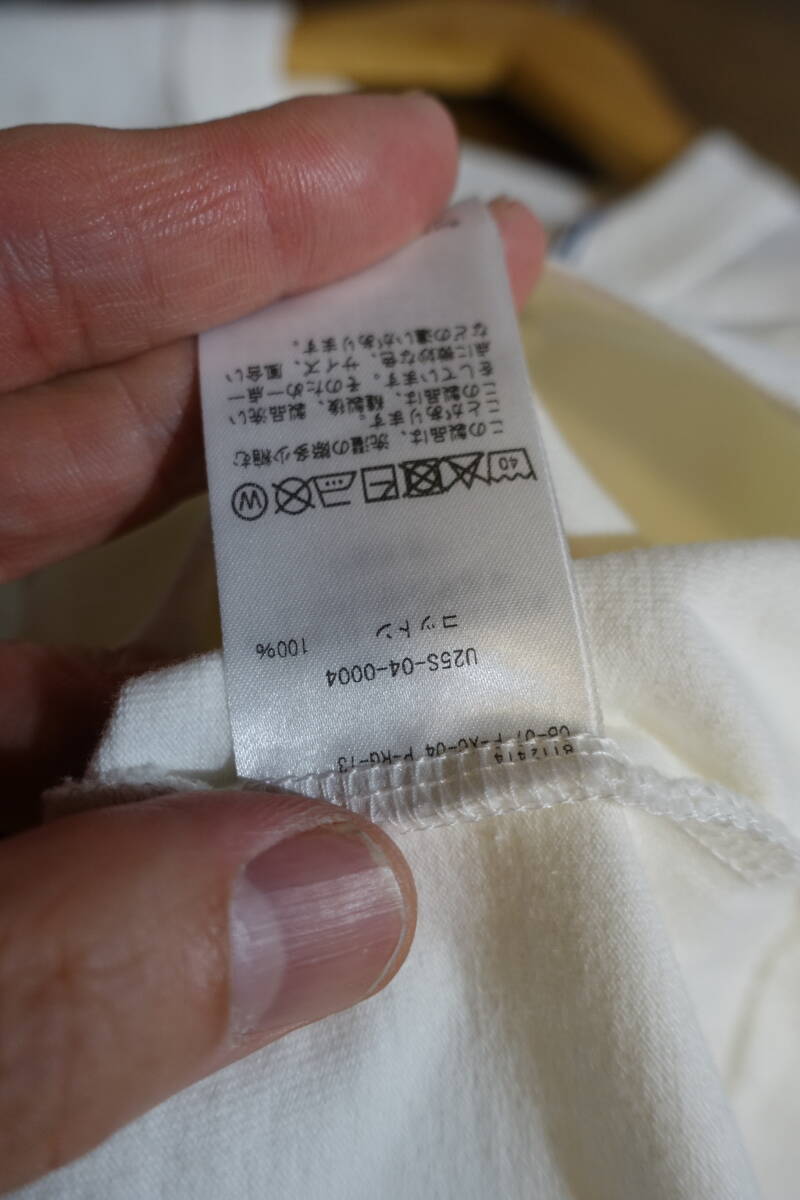 8112414
U25S-04-0004
コットン 100%
40 W
この製品は、洗濯の際多少縮む
ことがあります。
この製品は、縫製後、製品洗い
をしています。そのため一点一
点に微妙な色、サイズ、風合い
などの違いがあります。